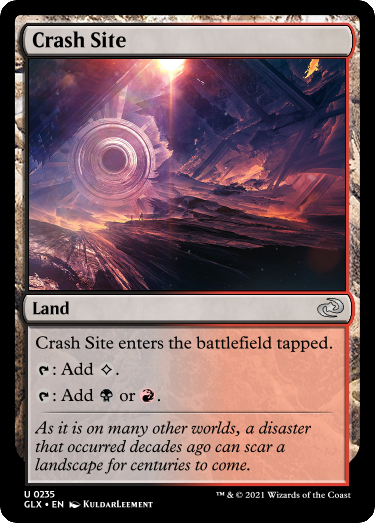 Crash Site
Land
Crash Site enters the battlefield tapped.
: Add .
: Add or .
As it is on many other worlds, a disaster
that occurred decades ago can scar a
landscape for centuries to come.
U 0235
GLX • EN KULDARLEEMENT
™ & © 2021 Wizards of the Coast